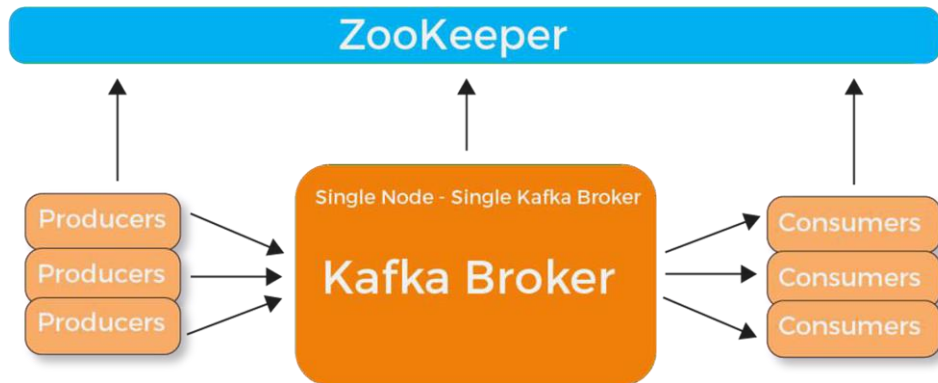 ZooKeeper
Single Node - Single Kafka Broker
Kafka Broker
Producers
Producers
Producers
Consumers
Consumers
Consumers